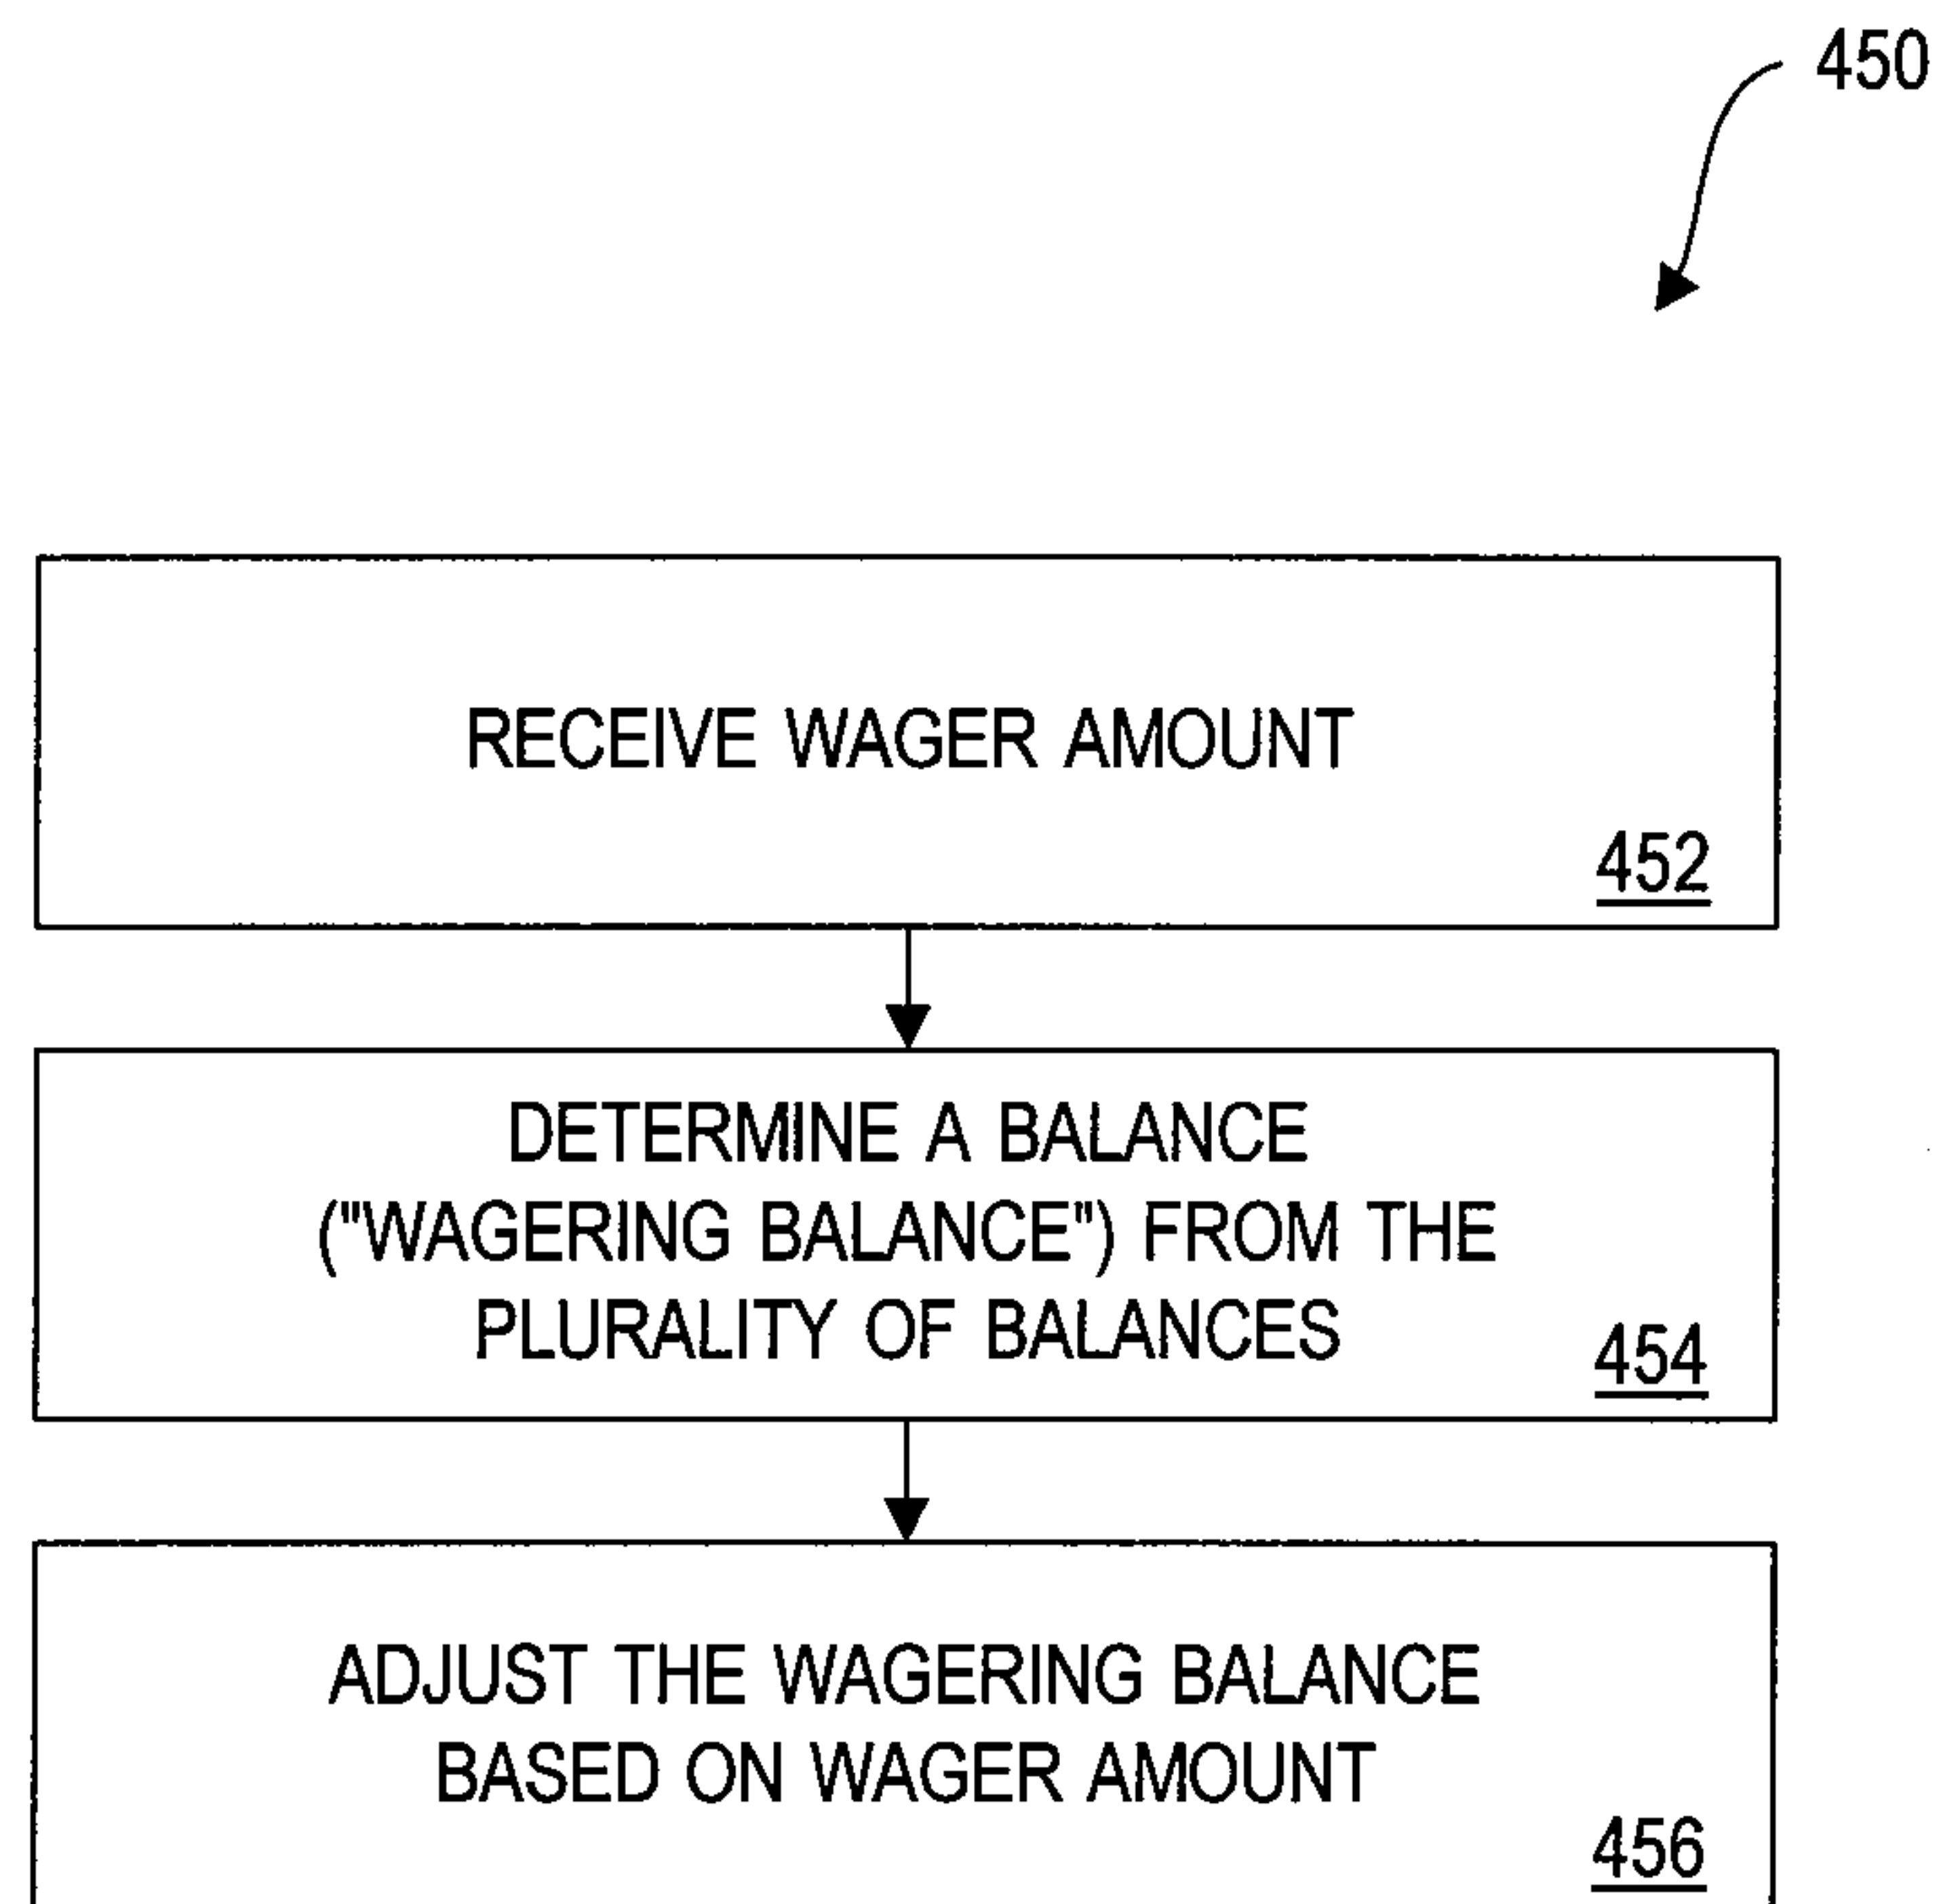 450
RECEIVE WAGER AMOUNT
452
DETERMINE A BALANCE
("WAGERING BALANCE") FROM THE
PLURALITY OF BALANCES
454
ADJUST THE WAGERING BALANCE
BASED ON WAGER AMOUNT
456